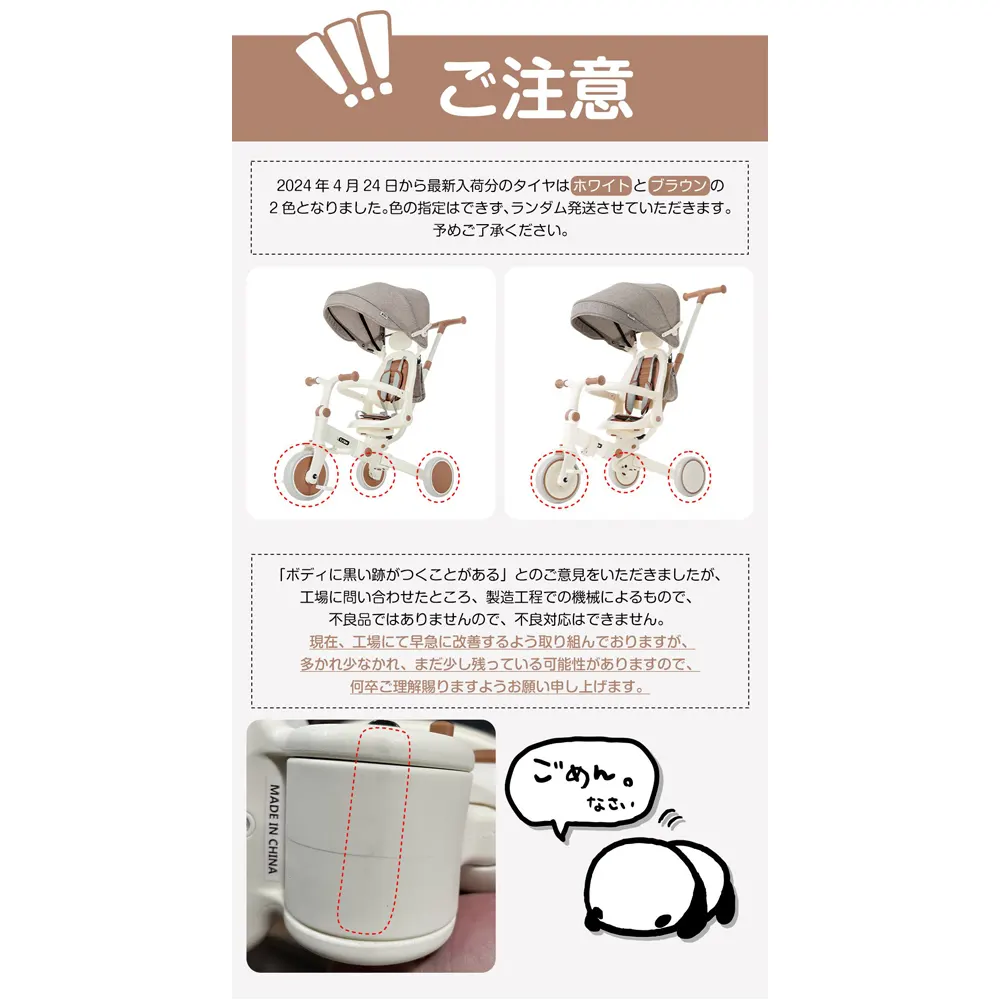 ご注意
2024年4月24日から最新入荷分のタイヤはホワイトとブラウンの
2色となりました。色の指定はできず、ランダム発送させていただきます。
予めご了承ください。
「ボディに黒い跡がつくことがある」とのご意見をいただきましたが、
工場に問い合わせたところ、製造工程での機械によるもので、
不良品ではありませんので、不良対応はできません。
現在、工場にて早急に改善するよう取り組んでおりますが、
多かれ少なかれ、まだ少し残っている可能性がありますので、
何卒ご理解賜りますようお願い申し上げます。
MADE IN CHINA
ごめん。
なさい